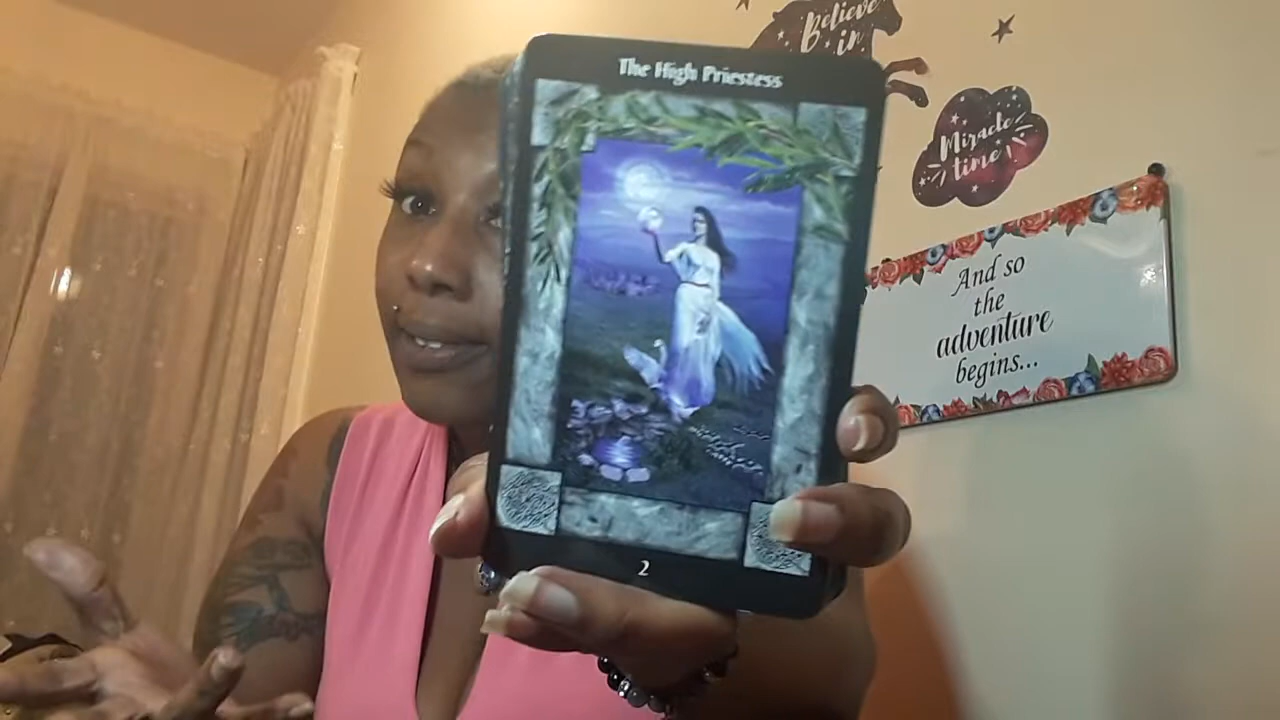 The High Priestess
2
Believe
in
Miracle
time
And so
the
adventure
begins...